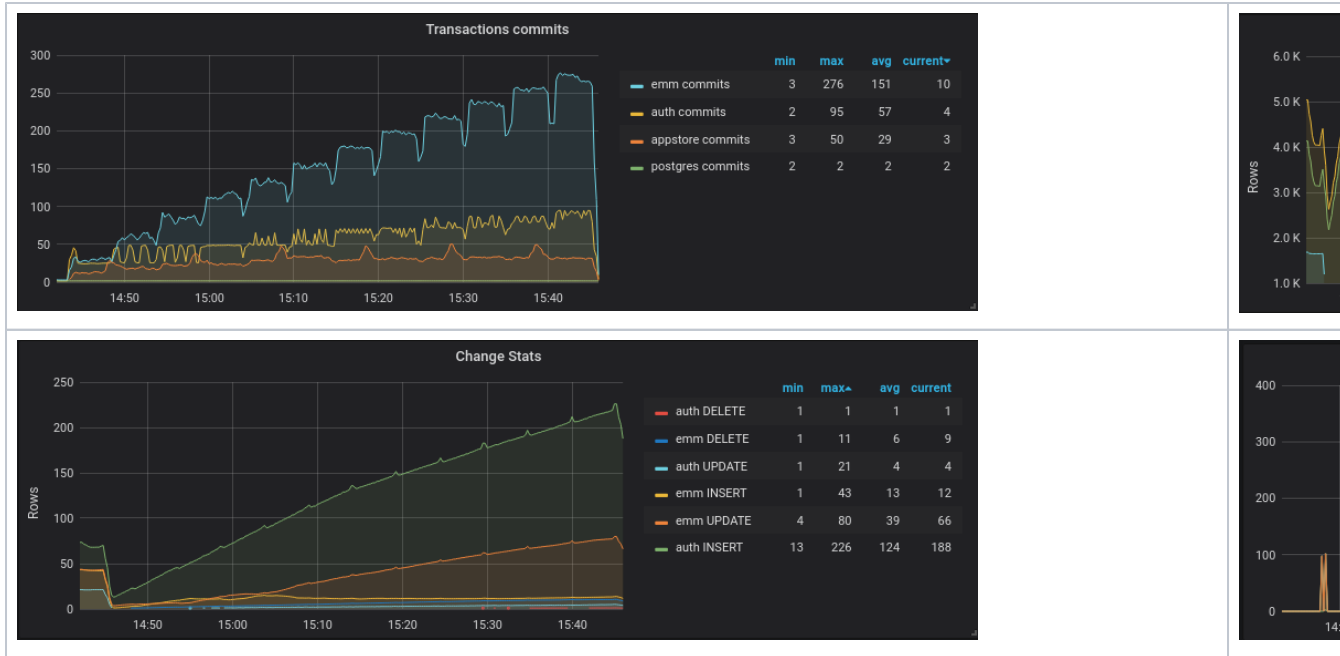 Transactions commits
300
250
200
150
100
50
0
14:50 15:00 15:10 15:20 15:30 15:40
min max avg current
emm commits 3 276 151 10
auth commits 2 95 57 4
appstore commits 3 50 29 3
postgres commits 2 2 2 2
6.0 K
5.0 K
4.0 K
3.0 K
2.0 K
1.0 K
Rows
Change Stats
250
200
150
100
50
0
Rows
14:50 15:00 15:10 15:20 15:30 15:40
min max avg current
auth DELETE 1 1 1 1
emm DELETE 1 11 6 9
auth UPDATE 1 21 4 4
emm INSERT 1 43 13 12
emm UPDATE 4 80 39 66
auth INSERT 13 226 124 188
400
300
200
100
0
14: